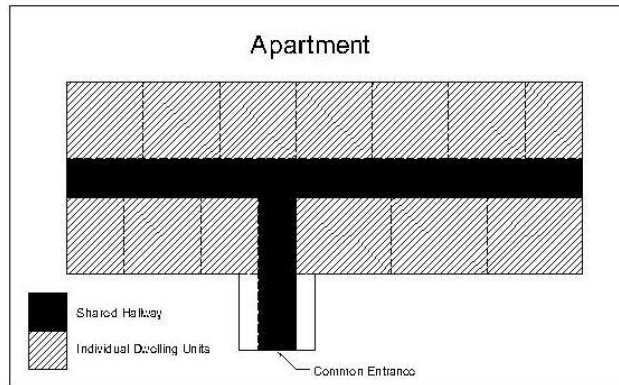 Apartment
Shared Hallway
Individual Dwelling Units
Common Entrance